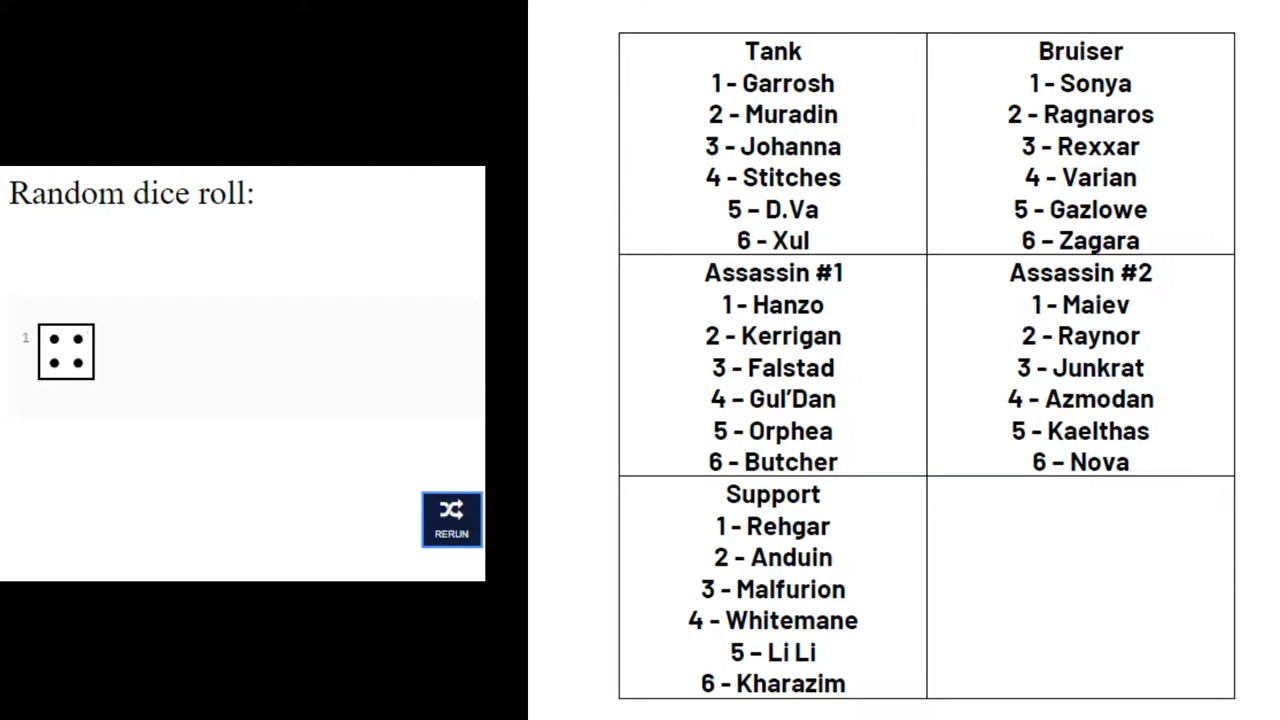 Random dice roll:
1
RERUN
Tank
1 - Garrosh
2 - Muradin
3 - Johanna
4 - Stitches
5 – D.Va
6 - Xul
Bruiser
1 - Sonya
2 - Ragnaros
3 - Rexxar
4 - Varian
5 - Gazlowe
6 – Zagara
Assassin #1
1 - Hanzo
2 - Kerrigan
3 - Falstad
4 – Gul’Dan
5 - Orphea
6 - Butcher
Assassin #2
1 - Maiev
2 - Raynor
3 - Junkrat
4 - Azmodan
5 - Kaelthas
6 – Nova
Support
1 - Rehgar
2 - Anduin
3 - Malfurion
4 - Whitemane
5 – Li Li
6 - Kharazim